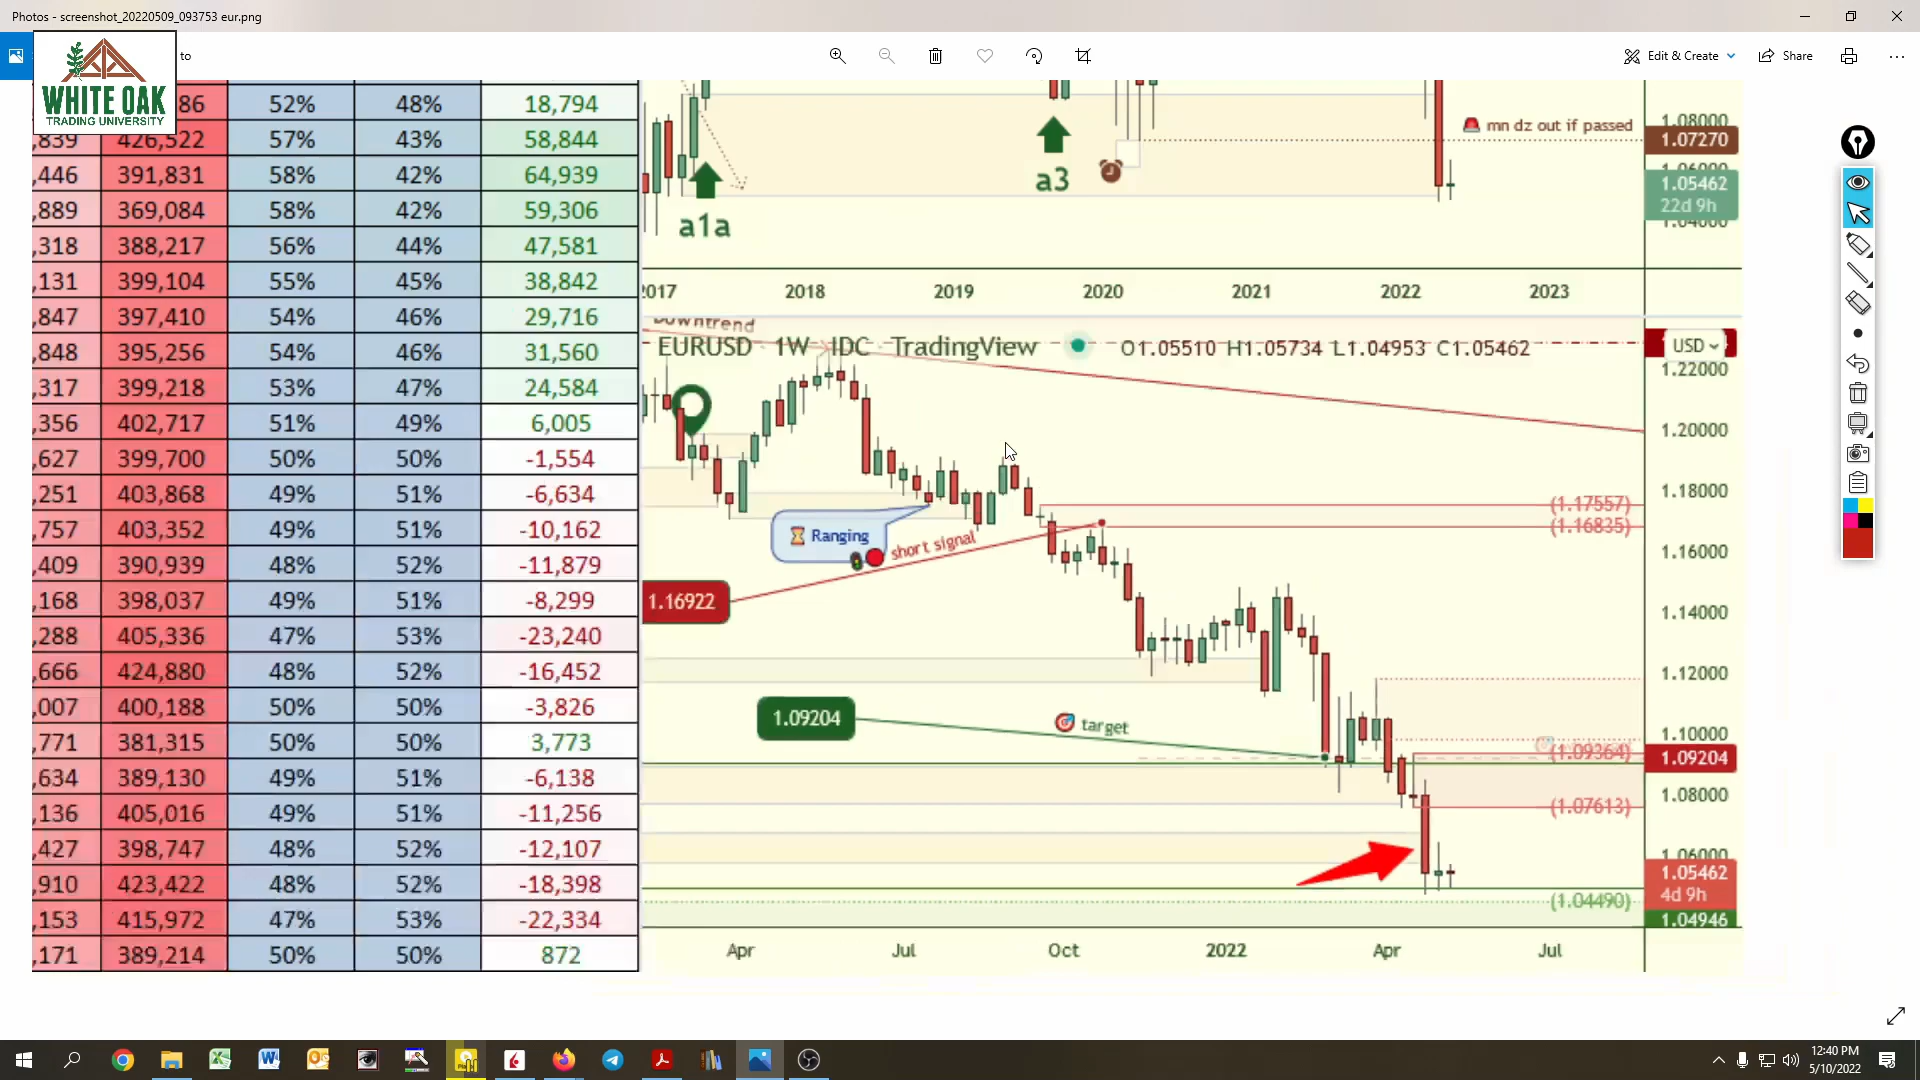 Photos - screenshot_20220509_093753 eur.png
to
Edit & Create
Share
WHITE OAK
TRADING UNIVERSITY
86 52% 48% 18,794
,839 426,522 57% 43% 58,844
,446 391,831 58% 42% 64,939
,889 369,084 58% 42% 59,306
,318 388,217 56% 44% 47,581
,131 399,104 55% 45% 38,842
,847 397,410 54% 46% 29,716
,848 395,256 54% 46% 31,560
,317 399,218 53% 47% 24,584
,356 402,717 51% 49% 6,005
,627 399,700 50% 50% -1,554
,251 403,868 49% 51% -6,634
,757 403,352 49% 51% -10,162
,409 390,939 48% 52% -11,879
,168 398,037 49% 51% -8,299
,288 405,336 47% 53% -23,240
,666 424,880 48% 52% -16,452
,007 400,188 50% 50% -3,826
,771 381,315 50% 50% 3,773
,634 389,130 49% 51% -6,138
,136 405,016 49% 51% -11,256
,427 398,747 48% 52% -12,107
,910 423,422 48% 52% -18,398
,153 415,972 47% 53% -22,334
,171 389,214 50% 50% 872
mn dz out if passed
1.08000
1.07270
1.05462
22d 9h
1.04000
a1a
a3
2017 2018 2019 2020 2021 2022 2023
Downtrend
EURUSD · 1W · IDC · TradingView O1.05510 H1.05734 L1.04953 C1.05462
USD
1.22000
1.20000
1.18000
(1.17557)
(1.16835)
Ranging
short signal
1.16000
1.16922
1.14000
1.12000
1.09204
target
1.10000
(1.09364)
1.09204
1.08000
(1.07613)
1.06000
1.05462
4d 9h
(1.04490)
1.04946
Apr Jul Oct 2022 Apr Jul
12:40 PM
5/10/2022